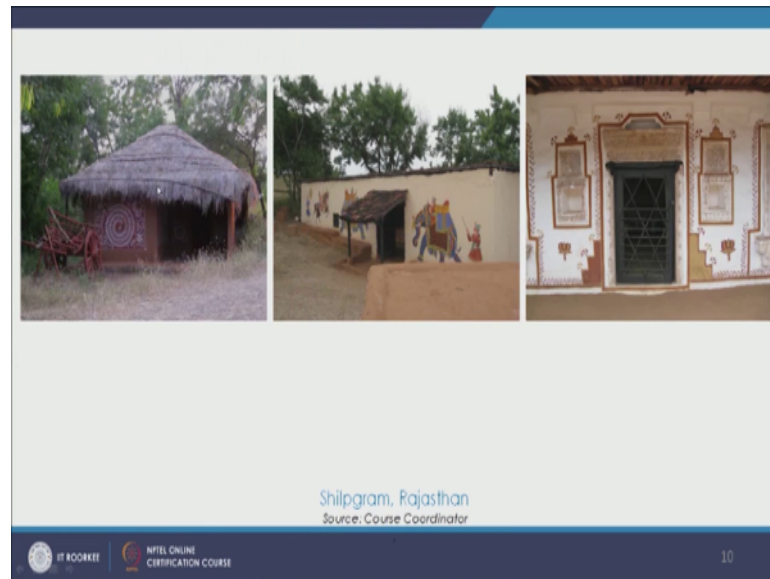 Shilpgram, Rajasthan
Source: Course Coordinator
IIT ROORKEE
NPTEL ONLINE
CERTIFICATION COURSE
10